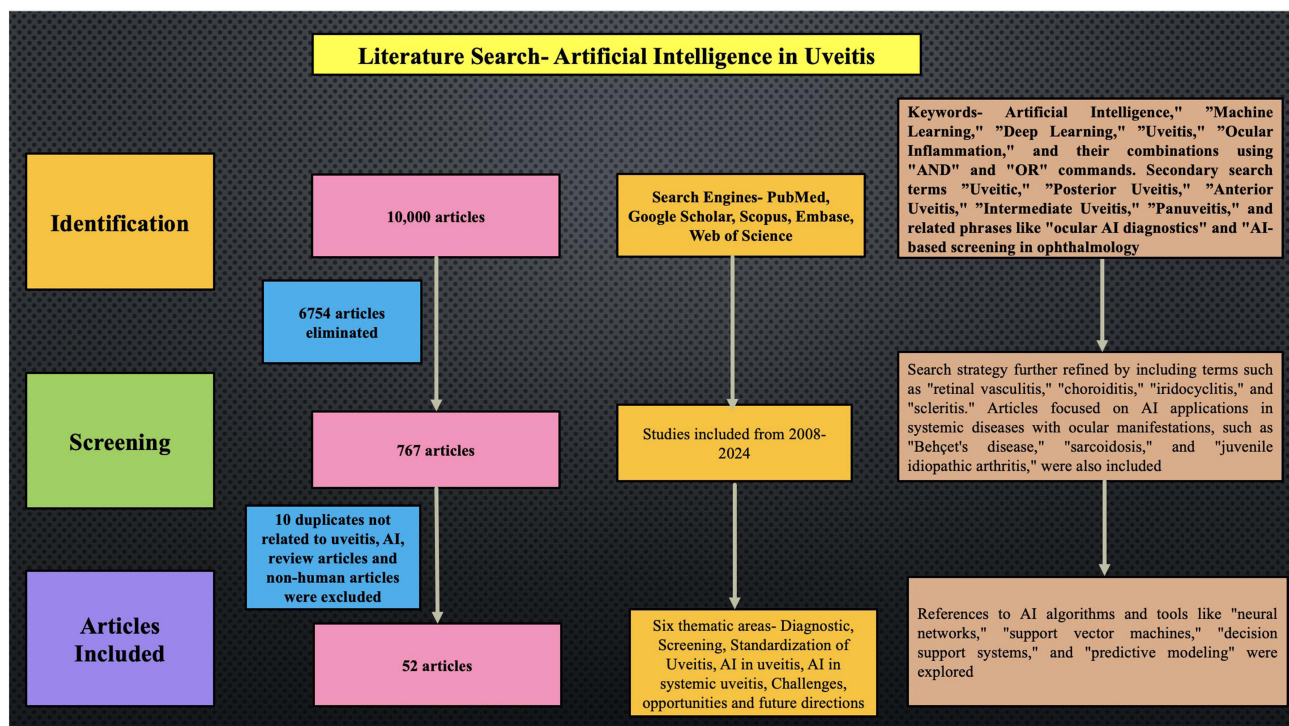 Literature Search- Artificial Intelligence in Uveitis
Identification
10,000 articles
6754 articles
eliminated
Search Engines- PubMed,
Google Scholar, Scopus, Embase,
Web of Science
Keywords- Artificial Intelligence," ”Machine
Learning," ”Deep Learning," ”Uveitis," ”Ocular
Inflammation," and their combinations using
"AND" and "OR" commands. Secondary search
terms ”Uveitic," ”Posterior Uveitis," ”Anterior
Uveitis," ”Intermediate Uveitis," ”Panuveitis," and
related phrases like "ocular AI diagnostics" and "AI-
based screening in ophthalmology
Screening
767 articles
10 duplicates not
related to uveitis, AI,
review articles and
non-human articles
were excluded
Studies included from 2008-
2024
Search strategy further refined by including terms such
as "retinal vasculitis," "choroiditis," "iridocyclitis," and
"scleritis." Articles focused on AI applications in
systemic diseases with ocular manifestations, such as
"Behçet's disease," "sarcoidosis," and "juvenile
idiopathic arthritis," were also included
Articles
Included
52 articles
Six thematic areas- Diagnostic,
Screening, Standardization of
Uveitis, AI in uveitis, AI in
systemic uveitis, Challenges,
opportunities and future directions
References to AI algorithms and tools like "neural
networks," "support vector machines," "decision
support systems," and "predictive modeling" were
explored